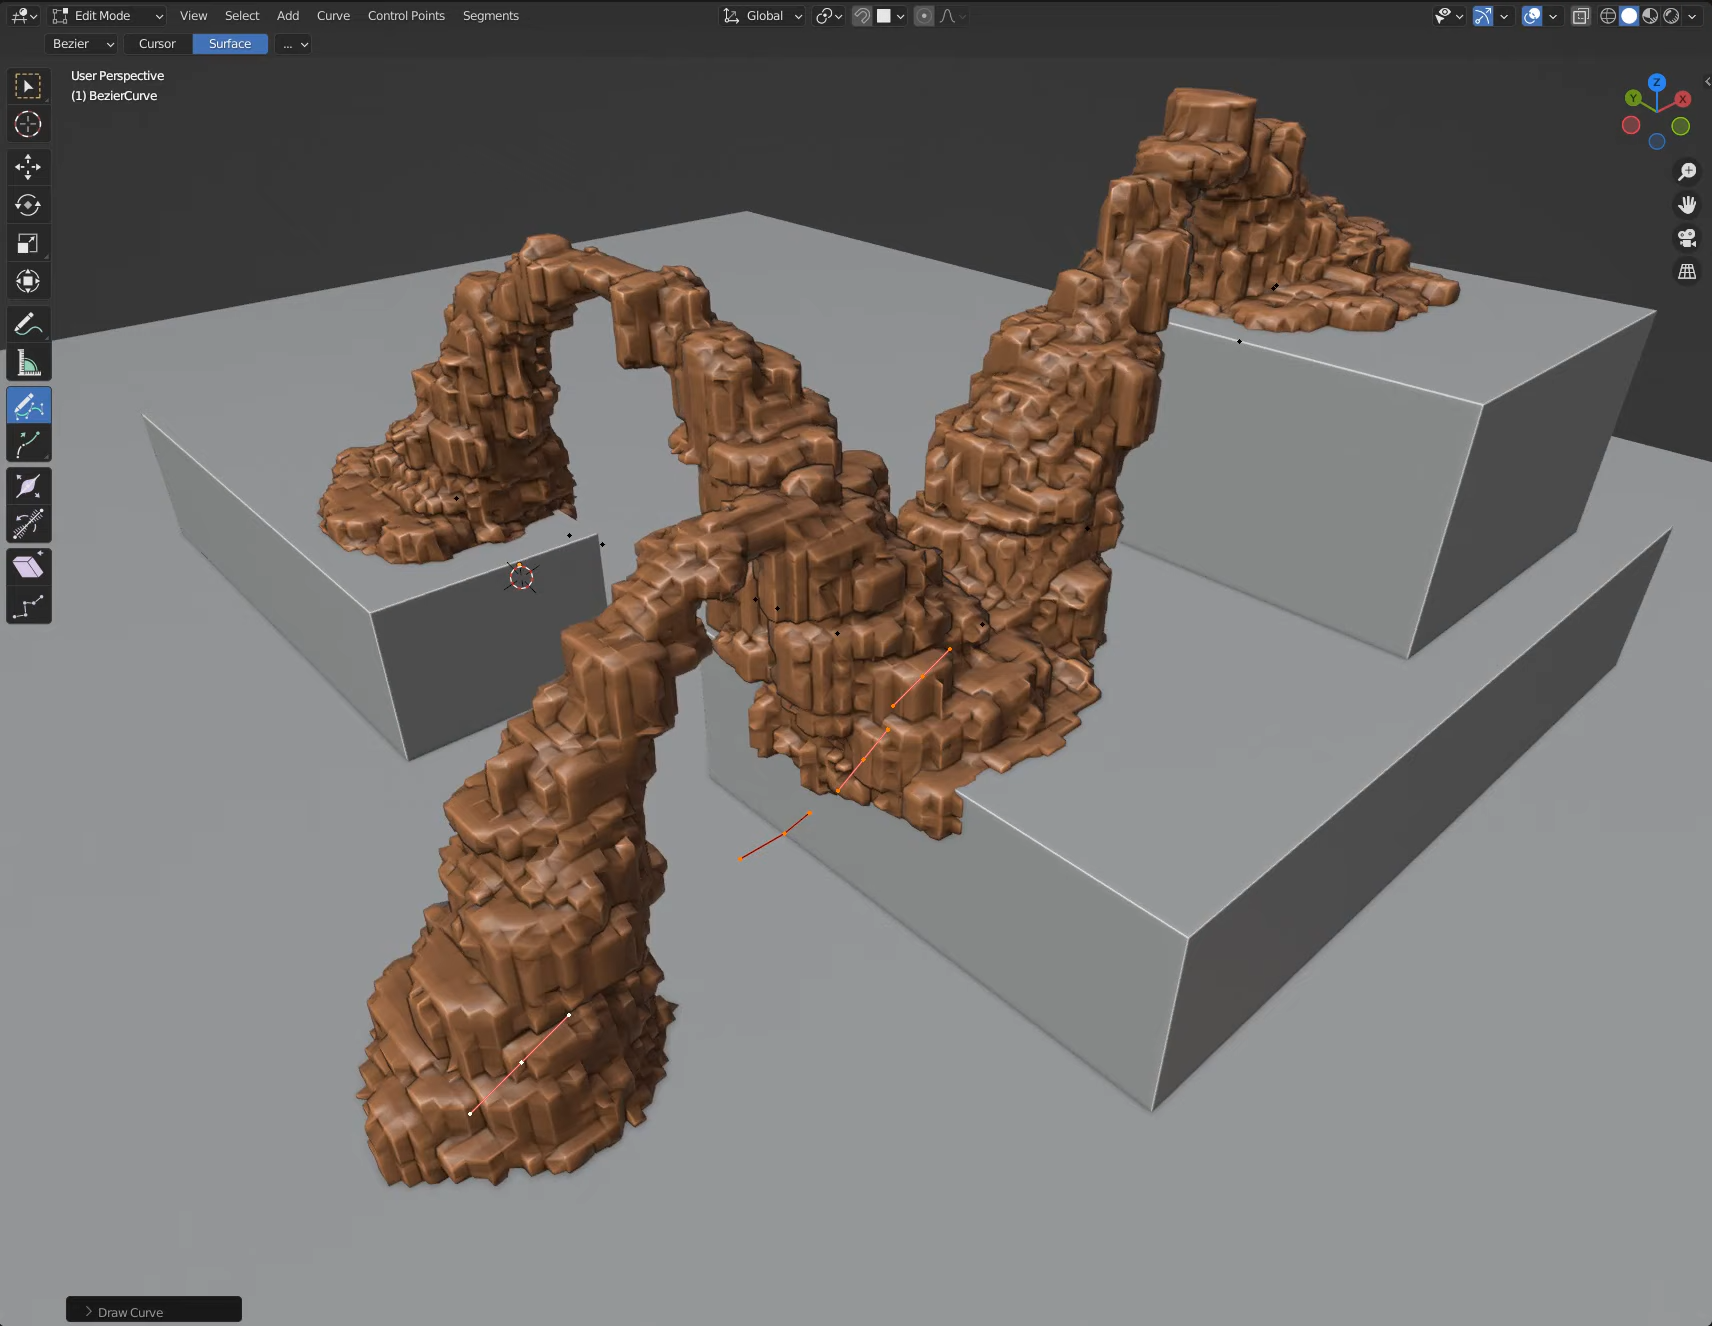 Edit Mode View Select Add Curve Control Points Segments Global
Bezier Cursor Surface ...
User Perspective
(1) BezierCurve
Z
Y X
Draw Curve